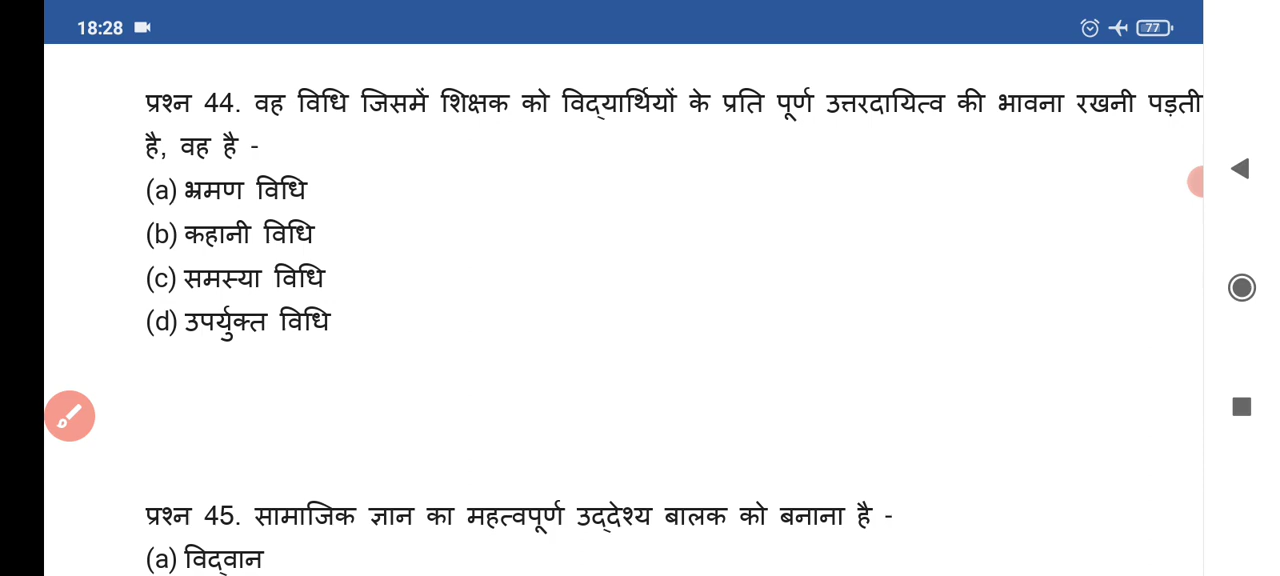 18:28
77
प्रश्न 44. वह विधि जिसमें शिक्षक को विद्यार्थियों के प्रति पूर्ण उत्तरदायित्व की भावना रखनी पड़ती
है, वह है -
(a) भ्रमण विधि
(b) कहानी विधि
(c) समस्या विधि
(d) उपर्युक्त विधि
प्रश्न 45. सामाजिक ज्ञान का महत्वपूर्ण उद्देश्य बालक को बनाना है -
(a) विद्वान